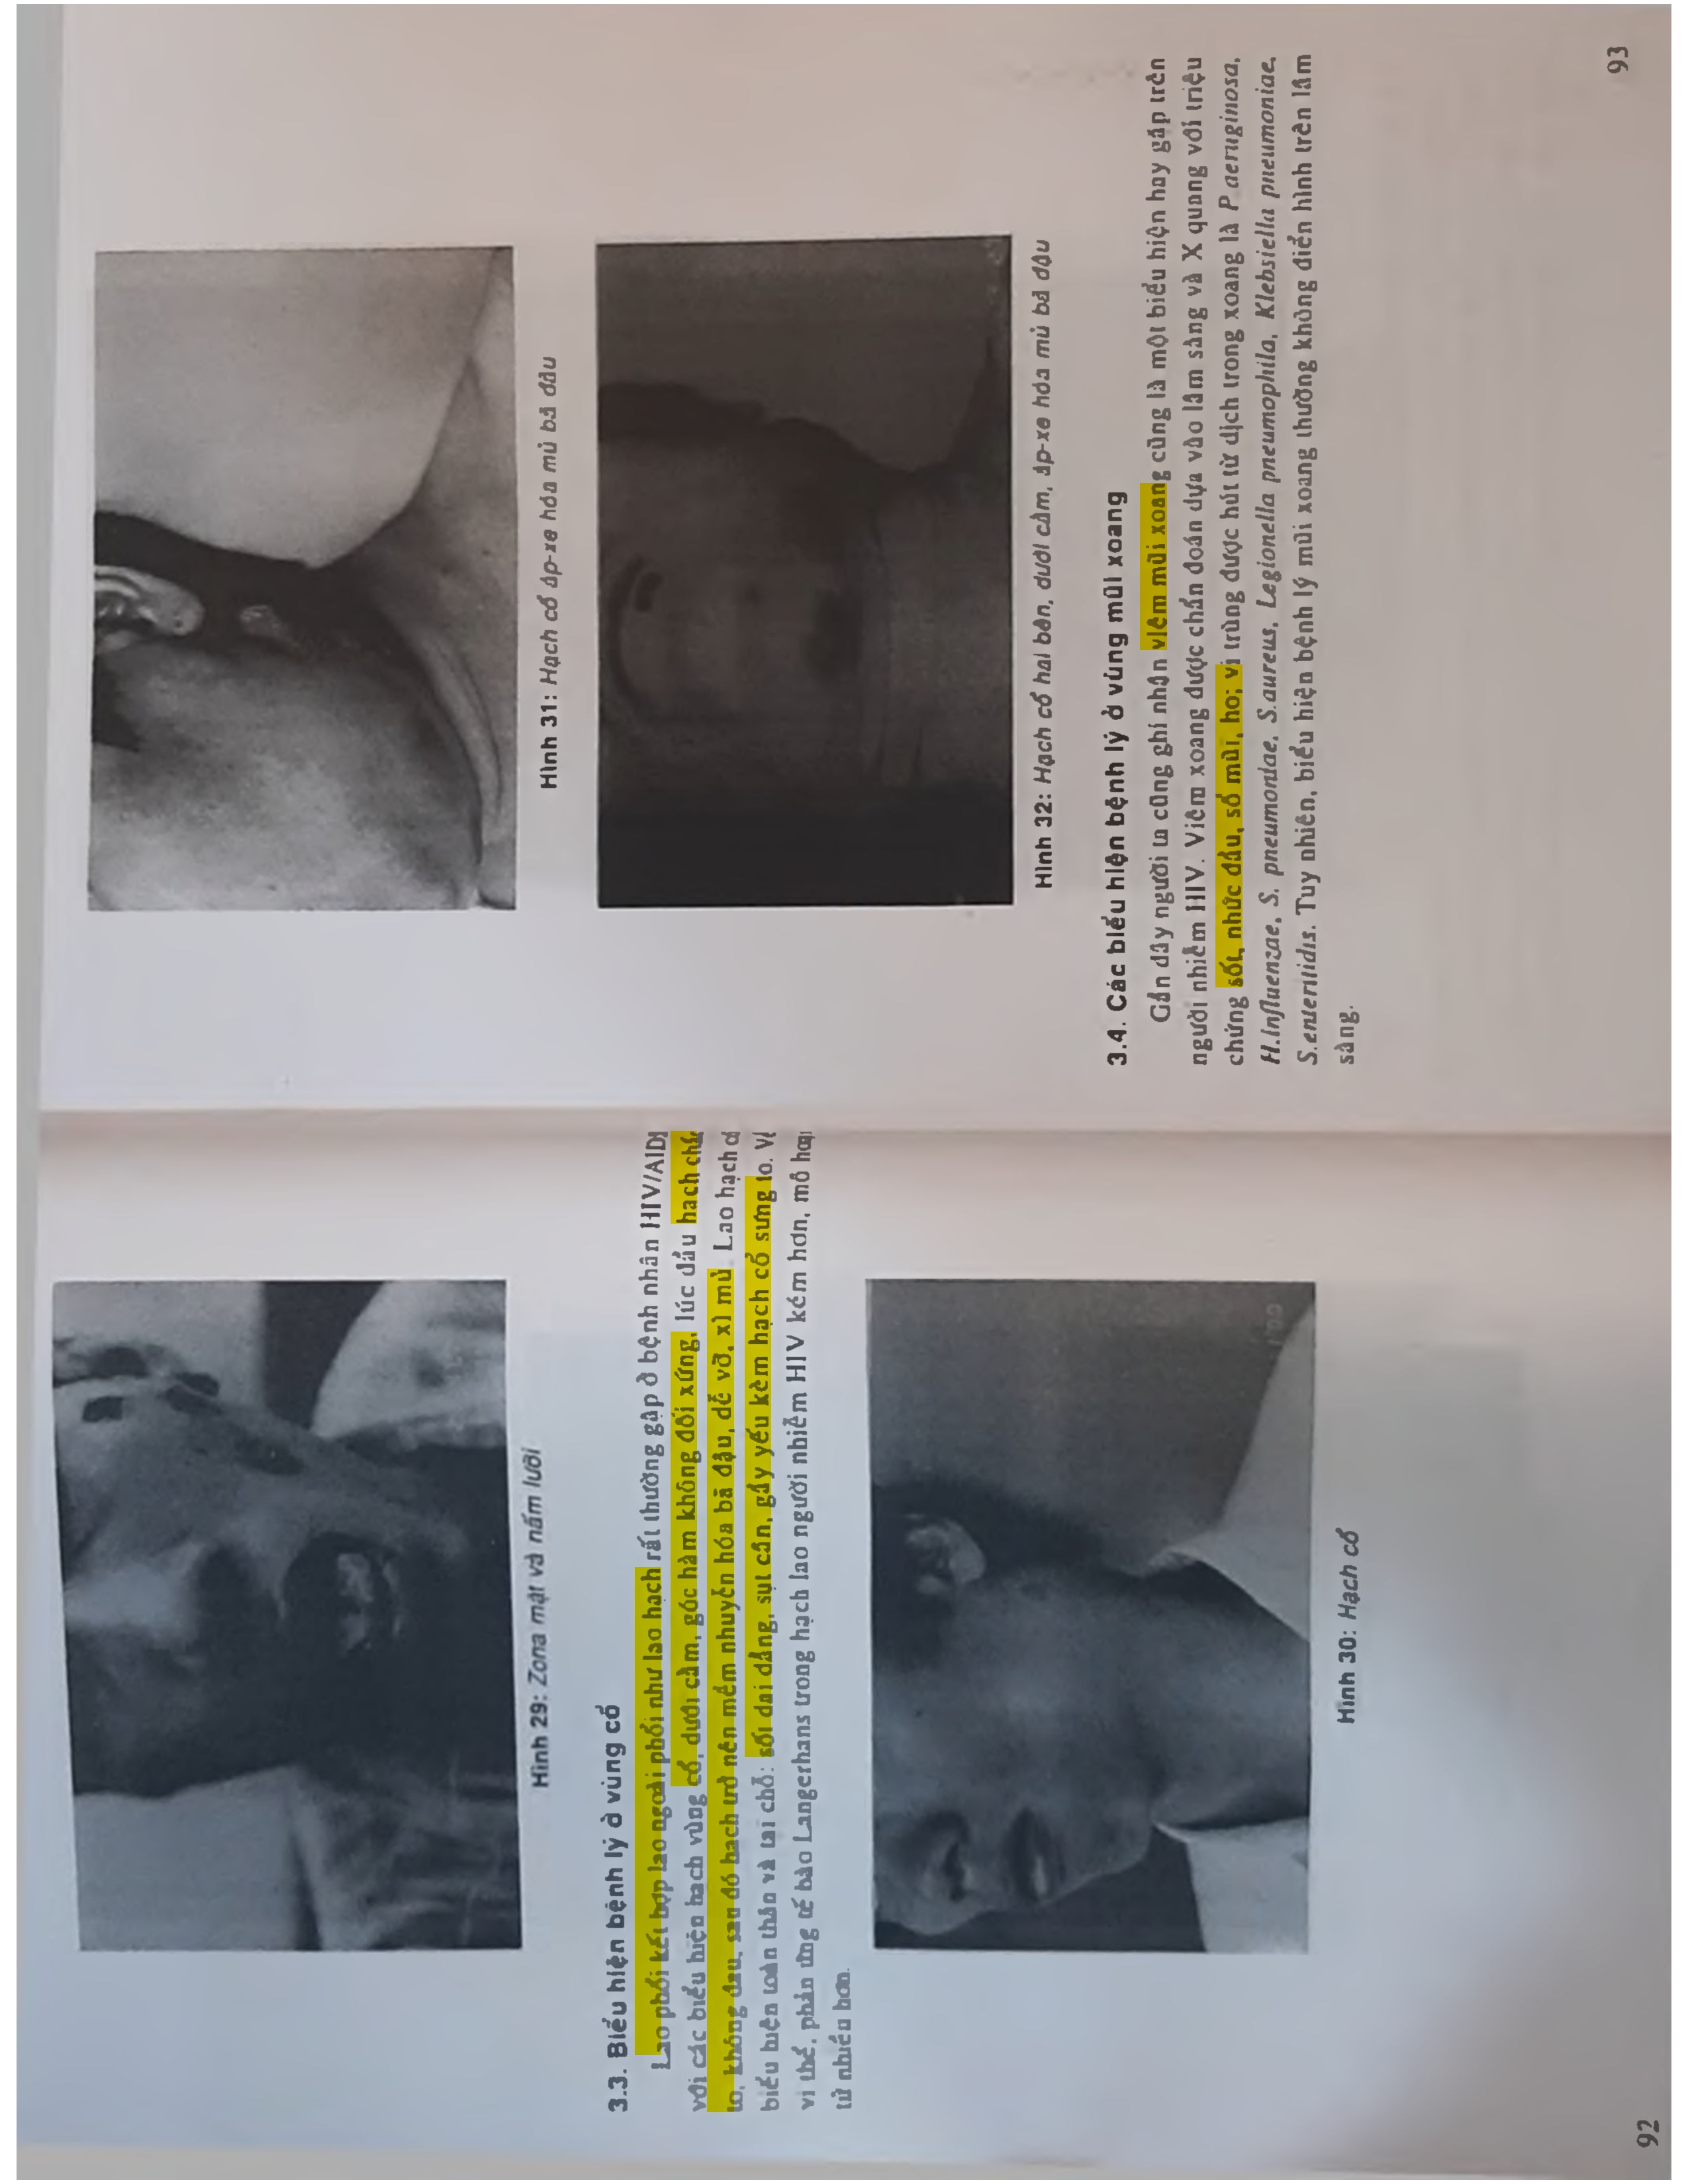 Hình 29: Zona mặt và nấm lưỡi
3.3. Biểu hiện bệnh lý ở vùng cổ
Lao phổi kết hợp lao ngoài phổi như lao hạch rất thường gặp ở bệnh nhân HIV/AIDS
với các biểu hiện hạch vùng cổ, dưới cằm, góc hàm không đối xứng, lúc đầu hạch
to, không đau, sau đó hạch trở nên mềm nhuyễn hóa bã đậu, dễ vỡ, xì mủ. Lao hạch
biểu hiện toàn thân và tại chỗ: sốt dai dẳng, sụt cân, gầy yếu kèm hạch cổ sưng to. Về
vi thể, phản ứng tế bào Langerhans trong hạch lao người nhiễm HIV kém hơn, mô hoại
tử nhiều hơn.
Hình 30: Hạch cổ
92
Hình 31: Hạch cổ áp-xe hóa mủ bã đậu
Hình 32: Hạch cổ hai bên, dưới cằm, áp-xe hóa mủ bã đậu
3.4. Các biểu hiện bệnh lý ở vùng mũi xoang
Gần đây người ta cũng ghi nhận viêm mũi xoang cũng là một biểu hiện hay gặp trên
người nhiễm HIV. Viêm xoang được chẩn đoán dựa vào lâm sàng và X quang với triệu
chứng sốt, nhức đầu, sổ mũi, ho; vi trùng được hút từ dịch trong xoang là P.aeruginosa,
H.influenzae, S. pneumoniae, S.aureus, Legionella pneumophila, Klebsiella pneumoniae,
S.enteritidis. Tuy nhiên, biểu hiện bệnh lý mũi xoang thường không điển hình trên lâm
sàng.
93